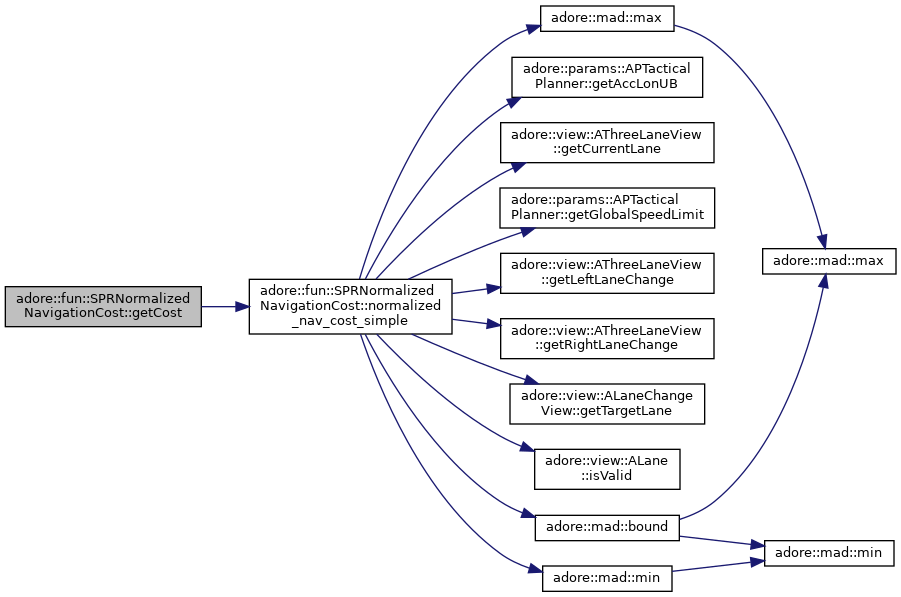 adore::fun::SPRNormalized
NavigationCost::getCost
adore::fun::SPRNormalized
NavigationCost::normalized
_nav_cost_simple
adore::mad::max
adore::params::APTactical
Planner::getAccLonUB
adore::view::AThreeLaneView
::getCurrentLane
adore::params::APTactical
Planner::getGlobalSpeedLimit
adore::view::AThreeLaneView
::getLeftLaneChange
adore::view::AThreeLaneView
::getRightLaneChange
adore::view::ALaneChange
View::getTargetLane
adore::view::ALane
::isValid
adore::mad::bound
adore::mad::min
adore::mad::max
adore::mad::min